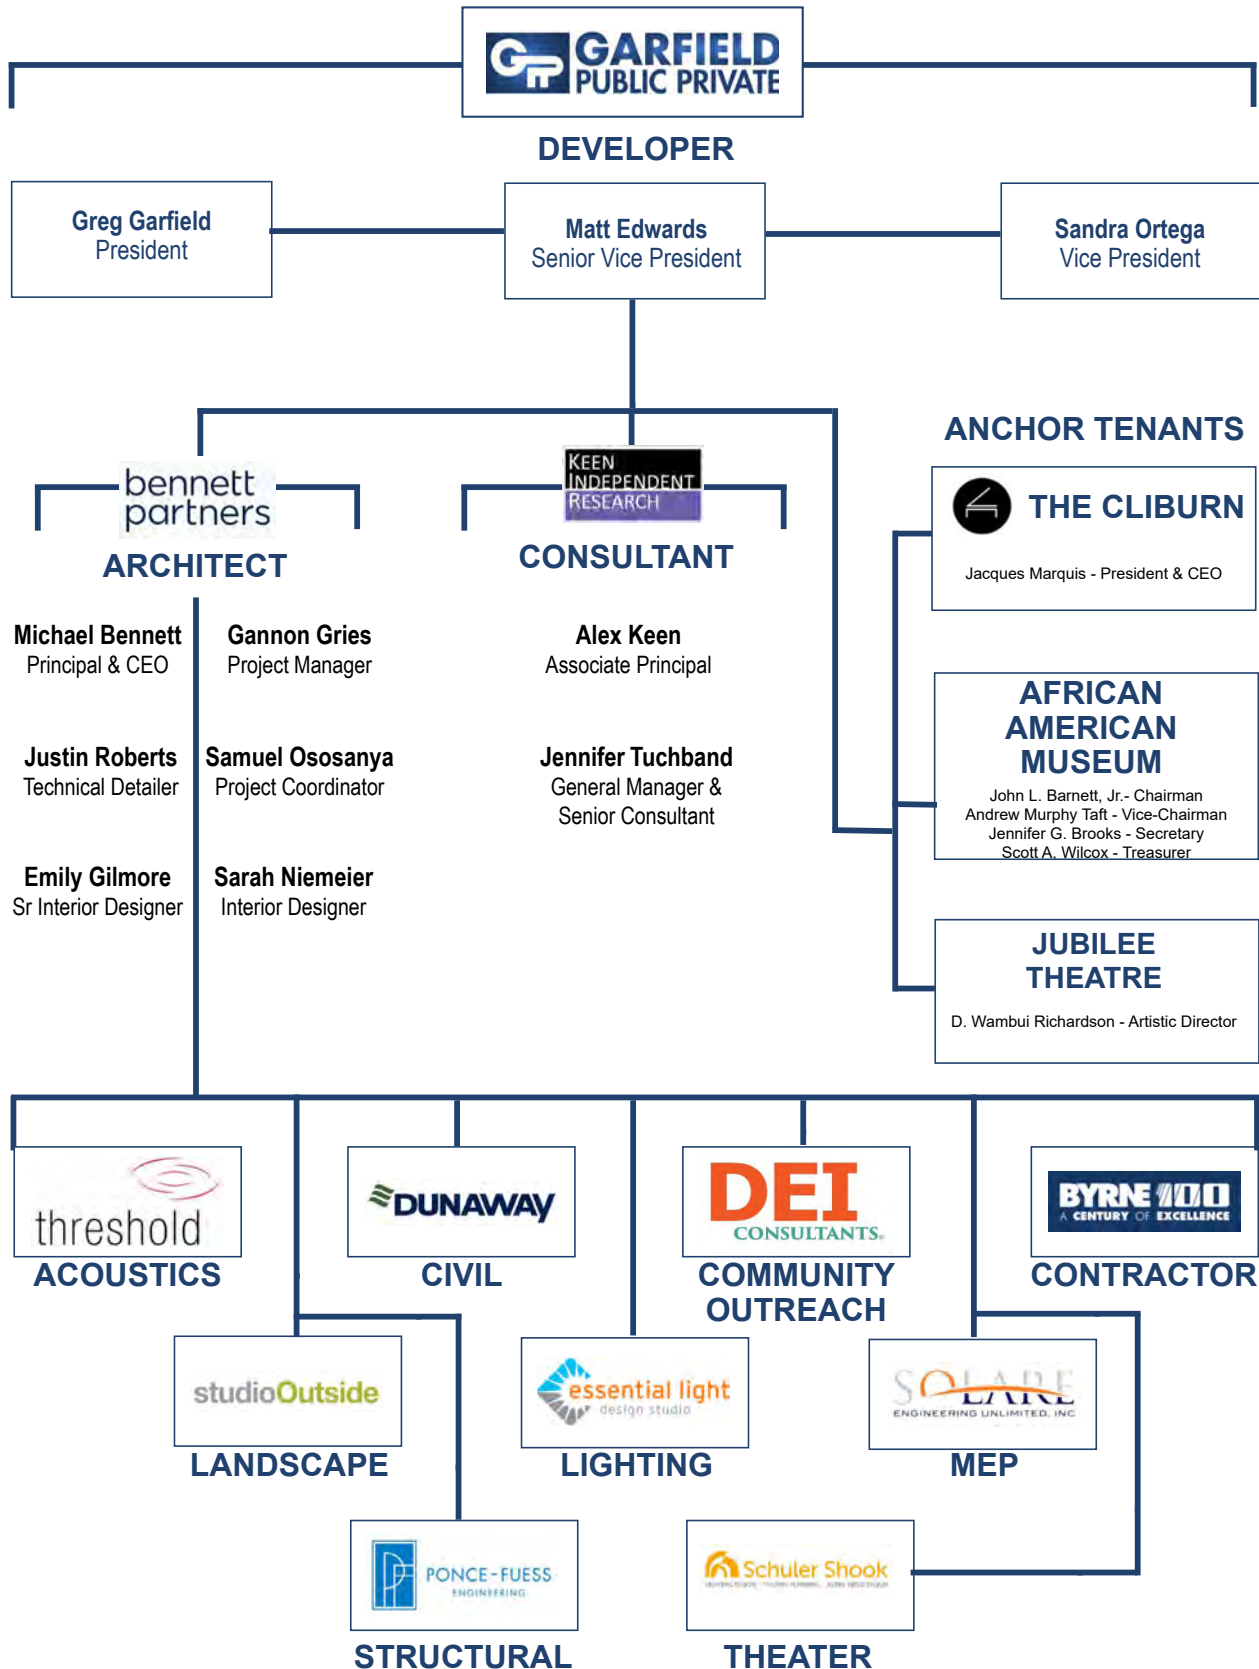 GARFIELD
PUBLIC PRIVATE
DEVELOPER
Greg Garfield
President
Matt Edwards
Senior Vice President
Sandra Ortega
Vice President
bennett
partners
ARCHITECT
Michael Bennett
Principal & CEO
Gannon Gries
Project Manager
Justin Roberts
Technical Detailer
Samuel Ososanya
Project Coordinator
Emily Gilmore
Sr Interior Designer
Sarah Niemeier
Interior Designer
KEEN
INDEPENDENT
RESEARCH
CONSULTANT
Alex Keen
Associate Principal
Jennifer Tuchband
General Manager &
Senior Consultant
ANCHOR TENANTS
THE CLIBURN
Jacques Marquis - President & CEO
AFRICAN
AMERICAN
MUSEUM
John L. Barnett, Jr.- Chairman
Andrew Murphy Taft - Vice-Chairman
Jennifer G. Brooks - Secretary
Scott A. Wilcox - Treasurer
JUBILEE
THEATRE
D. Wambui Richardson - Artistic Director
threshold
ACOUSTICS
DUNAWAY
CIVIL
DEI
CONSULTANTS
COMMUNITY
OUTREACH
BYRNE 100
A CENTURY OF EXCELLENCE
CONTRACTOR
studioOutside
LANDSCAPE
essential light
design studio
LIGHTING
SOLARE
ENGINEERING UNLIMITED, INC
MEP
PONCE-FUESS
ENGINEERING
STRUCTURAL
Schuler Shook
THEATER